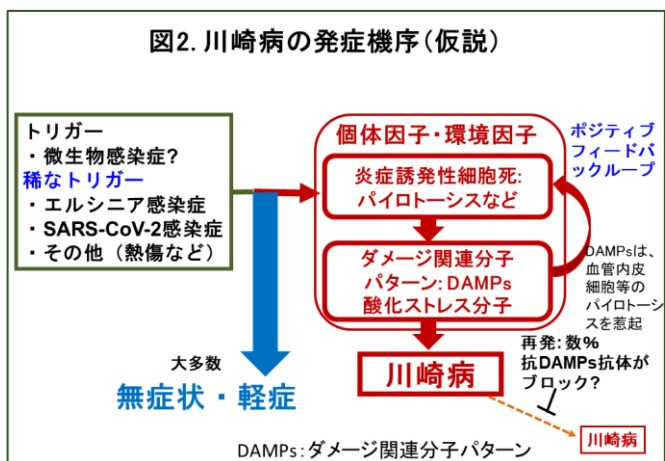 図2. 川崎病の発症機序(仮説)
トリガー
・微生物感染症?
稀なトリガー
・エルシニア感染症
・SARS-CoV-2感染症
・その他（熱傷など）
個体因子・環境因子
炎症誘発性細胞死:
パイロトーシスなど
ダメージ関連分子
パターン: DAMPs
酸化ストレス分子
ポジティブ
フィードバ
ックループ
DAMPsは、
血管内皮
細胞等の
パイロトーシ
スを惹起
大多数
無症状・軽症
川崎病
再発: 数%
抗DAMPs抗体が
ブロック?
川崎病
DAMPs: ダメージ関連分子パターン